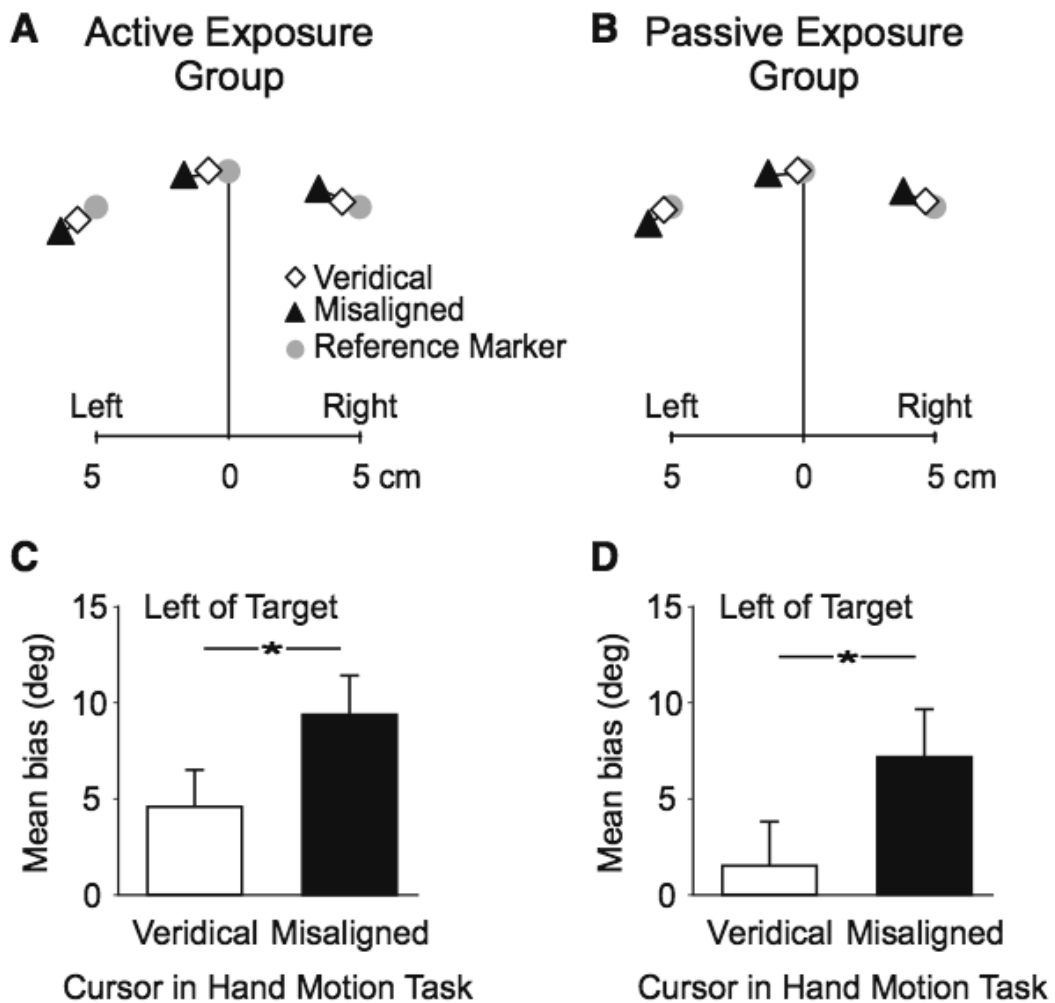 A Active Exposure
Group
Veridical
Misaligned
Reference Marker
Left Right
5 0 5 cm
B Passive Exposure
Group
Left Right
5 0 5 cm
C
Left of Target
*
15
10
5
0
Mean bias (deg)
Veridical Misaligned
Cursor in Hand Motion Task
D
Left of Target
*
15
10
5
0
Mean bias (deg)
Veridical Misaligned
Cursor in Hand Motion Task